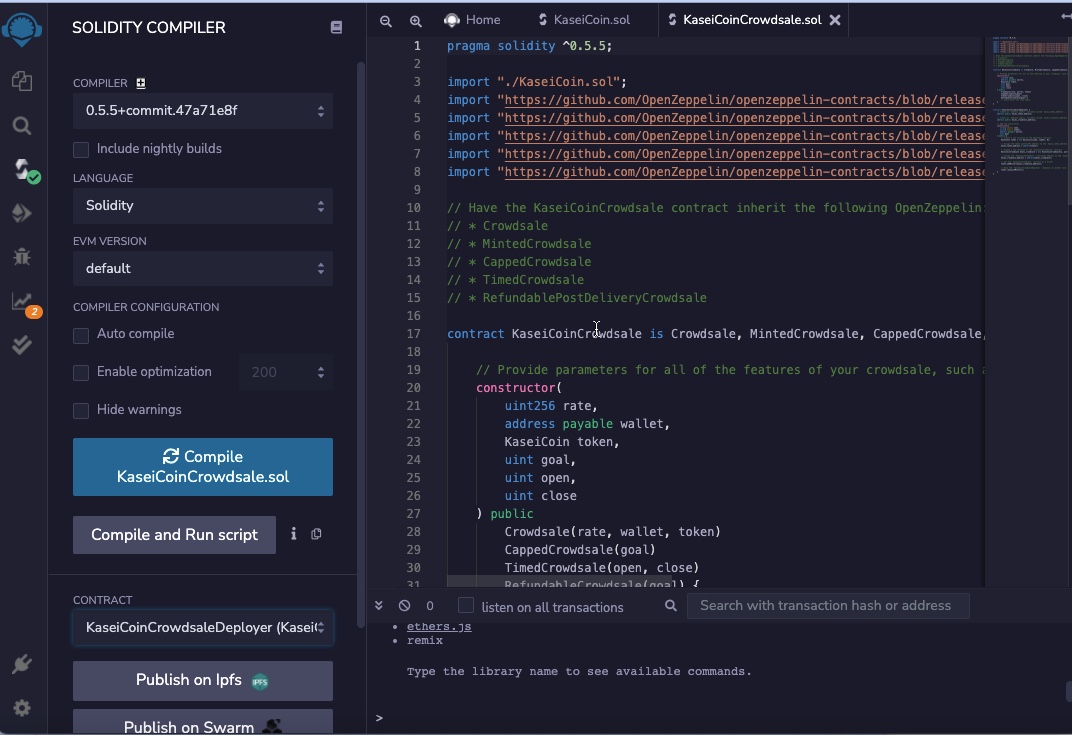 SOLIDITY COMPILER
COMPILER
0.5.5+commit.47a71e8f
Include nightly builds
LANGUAGE
Solidity
EVM VERSION
default
COMPILER CONFIGURATION
Auto compile
Enable optimization
200
Hide warnings
Compile
KaseiCoinCrowdsale.sol
Compile and Run script
i
CONTRACT
KaseiCoinCrowdsaleDeployer (KaseiC
Publish on Ipfs
IPFS
Publish on Swarm
2
Home
KaseiCoin.sol
KaseiCoinCrowdsale.sol
1 pragma solidity ^0.5.5;
2
3 import "./KaseiCoin.sol";
4 import "https://github.com/OpenZeppelin/openzeppelin-contracts/blob/release
5 import "https://github.com/OpenZeppelin/openzeppelin-contracts/blob/release
6 import "https://github.com/OpenZeppelin/openzeppelin-contracts/blob/release
7 import "https://github.com/OpenZeppelin/openzeppelin-contracts/blob/release
8 import "https://github.com/OpenZeppelin/openzeppelin-contracts/blob/release
9
10 // Have the KaseiCoinCrowdsale contract inherit the following OpenZeppelin:
11 // * Crowdsale
12 // * MintedCrowdsale
13 // * CappedCrowdsale
14 // * TimedCrowdsale
15 // * RefundablePostDeliveryCrowdsale
16
17 contract KaseiCoinCrowdsale is Crowdsale, MintedCrowdsale, CappedCrowdsale,
18
19 // Provide parameters for all of the features of your crowdsale, such a
20 constructor(
21 uint256 rate,
22 address payable wallet,
23 KaseiCoin token,
24 uint goal,
25 uint open,
26 uint close
27 ) public
28 Crowdsale(rate, wallet, token)
29 CappedCrowdsale(goal)
30 TimedCrowdsale(open, close)
31 RefundableCrowdsale(goal) {
0
listen on all transactions
Search with transaction hash or address
• ethers.js
• remix
Type the library name to see available commands.
>